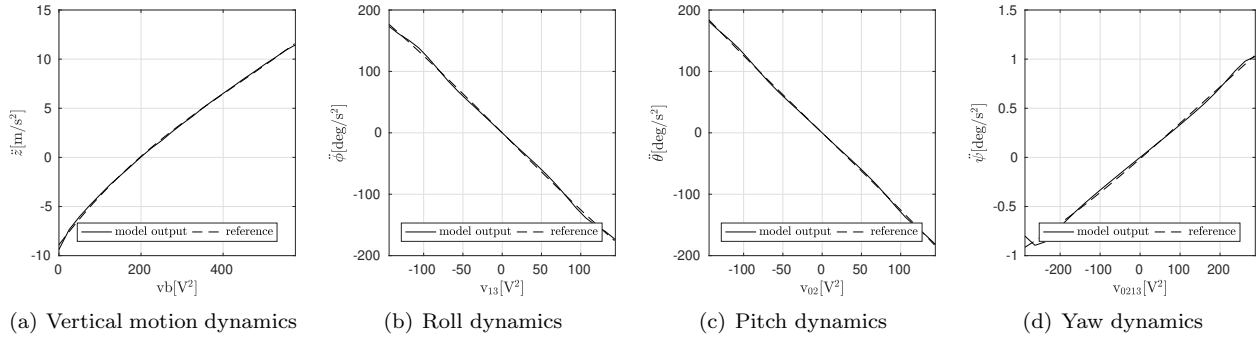 15
10
5
0
-5
-10
0
200
400
z̈[m/s²]
vb[V²]
model output
reference
(a) Vertical motion dynamics
200
100
0
-100
-200
-100
-50
0
50
100
ϕ̈[deg/s²]
v₁₃[V²]
model output
reference
(b) Roll dynamics
200
100
0
-100
-200
-100
-50
0
50
100
θ̈[deg/s²]
v₀₂[V²]
model output
reference
(c) Pitch dynamics
1.5
1
0.5
0
-0.5
-1
-200
-100
0
100
200
ψ̈[deg/s²]
v₀₂₁₃[V²]
model output
reference
(d) Yaw dynamics